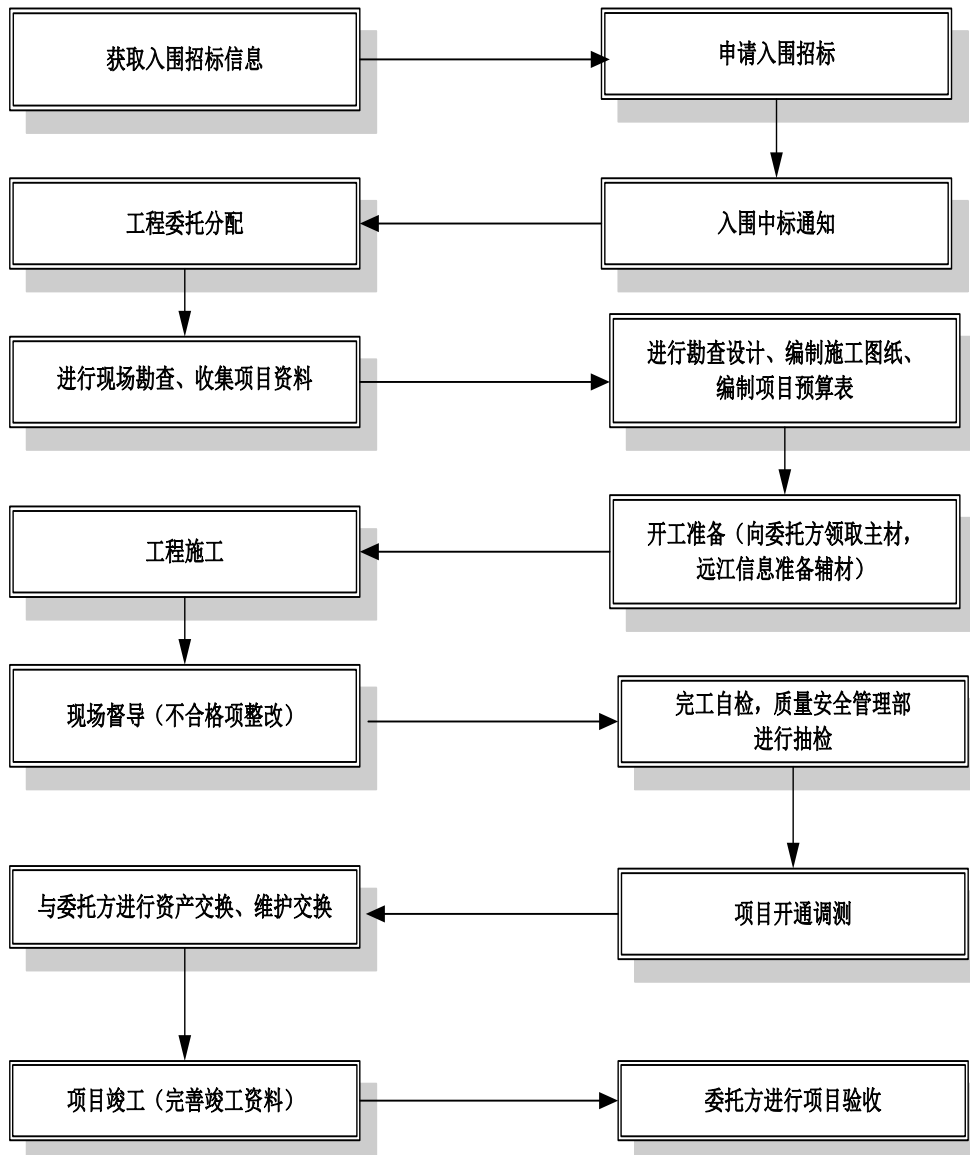 获取入围招标信息
申请入围招标
工程委托分配
入围中标通知
进行现场勘查、收集项目资料
进行勘查设计、编制施工图纸、
编制项目预算表
工程施工
开工准备（向委托方领取主材，
远江信息准备辅材）
现场督导（不合格项整改）
完工自检，质量安全管理部
进行抽检
与委托方进行资产交换、维护交换
项目开通调测
项目竣工（完善竣工资料）
委托方进行项目验收